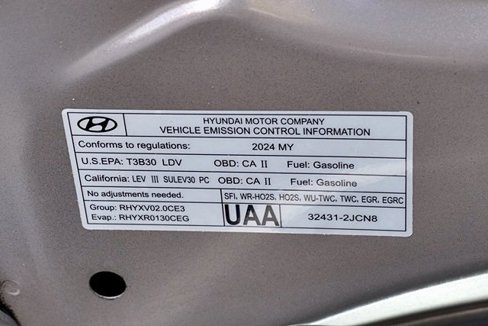 HYUNDAI MOTOR COMPANY
VEHICLE EMISSION CONTROL INFORMATION
Conforms to regulations: 2024 MY
U.S.EPA: T3B30 LDV OBD: CA II Fuel: Gasoline
California: LEV III SULEV30 PC OBD: CA II Fuel: Gasoline
No adjustments needed.
SFI, WR-HO2S, HO2S, WU-TWC, TWC, EGR, EGRC
Group: RHYXV02.0CE3
Evap.: RHYXR0130CEG
UAA
32431-2JCN8